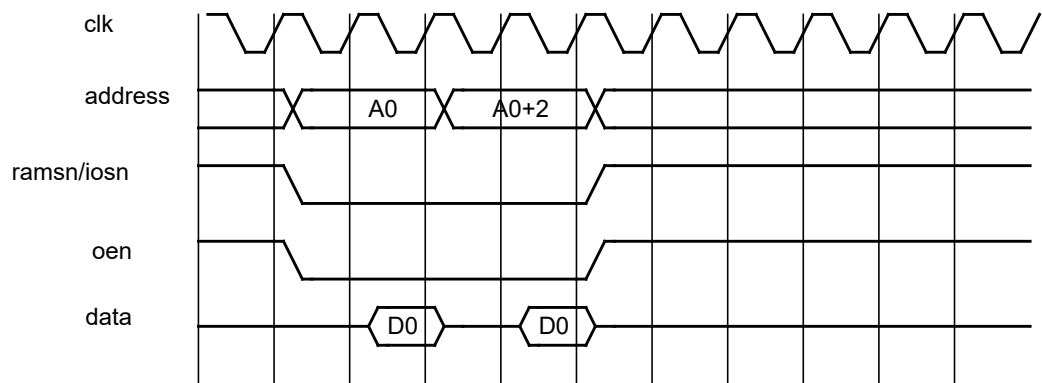 clk
address
A0
A0+2
ramsn/iosn
oen
data
D0
D0